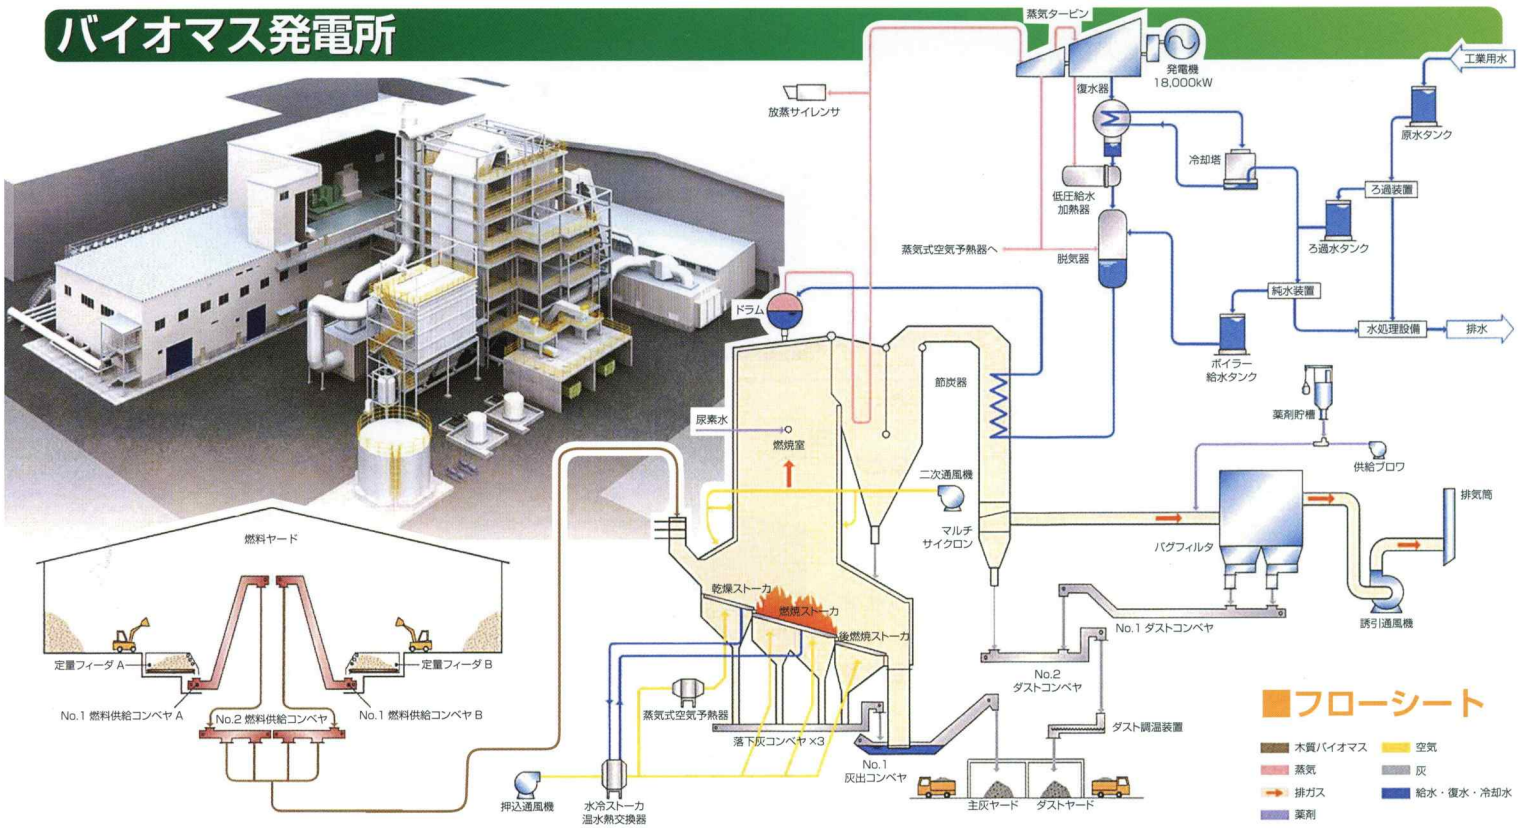 バイオマス発電所
蒸気タービン
発電機
18,000kW
工業用水
放蒸サイレンサ
復水器
原水タンク
冷却塔
低圧給水
加熱器
ろ過装置
ろ過水タンク
蒸気式空気予熱器へ
脱気器
純水装置
ドラム
水処理設備
排水
ボイラー
給水タンク
節炭器
薬剤貯槽
尿素水
燃焼室
供給ブロワ
二次通風機
排気筒
マルチ
サイクロン
バグフィルタ
燃料ヤード
乾燥ストーカ
燃焼ストーカ
後燃焼ストーカ
No.1 ダストコンベヤ
誘引通風機
定量フィーダ A
定量フィーダ B
No.2
ダストコンベヤ
No.1 燃料供給コンベヤ A
No.2 燃料供給コンベヤ
No.1 燃料供給コンベヤ B
蒸気式空気予熱器
落下灰コンベヤ ×3
ダスト調温装置
No.1
灰出コンベヤ
押込通風機
水冷ストーカ
温水熱交換器
主灰ヤード
ダストヤード
フローシート
木質バイオマス
空気
蒸気
灰
排ガス
給水・復水・冷却水
薬剤